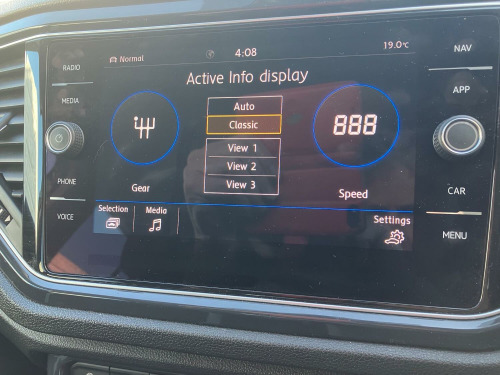 RADIO
MEDIA
PHONE
VOICE
Normal
4:08
19.0°C
Active Info display
Auto
Classic
View 1
View 2
View 3
888
Gear
Speed
Selection
Media
Settings
NAV
APP
CAR
MENU